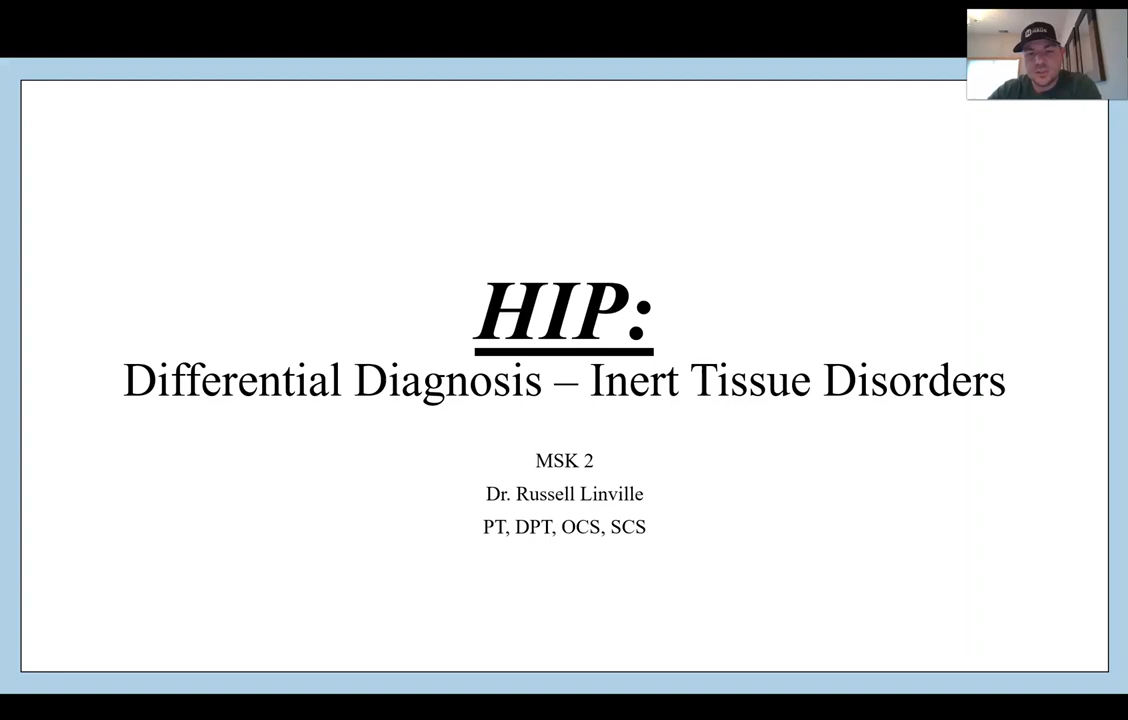 HIP:
Differential Diagnosis – Inert Tissue Disorders
MSK 2
Dr. Russell Linville
PT, DPT, OCS, SCS